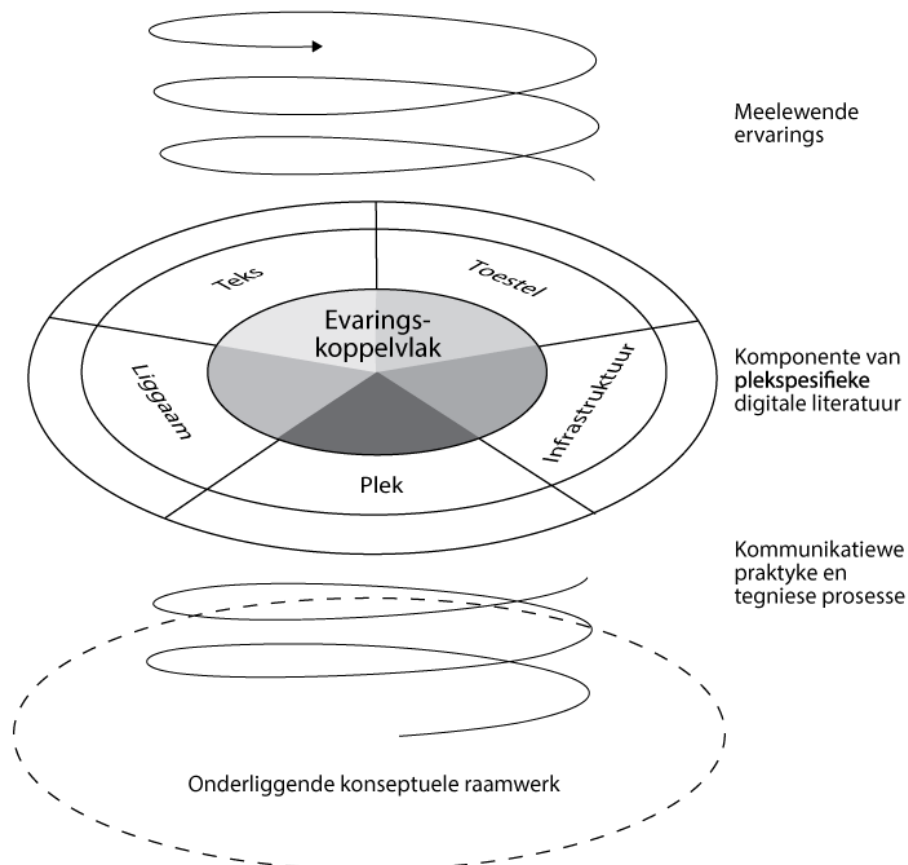 Meelewende
ervarings
Teks
Toestel
Evarings-
koppelvlak
Liggaam
Infrastruktuur
Plek
Komponente van
plekspesifieke
digitale literatuur
Kommunikatiewe
praktyke en
tegniese prosesse
Onderliggende konseptuele raamwerk